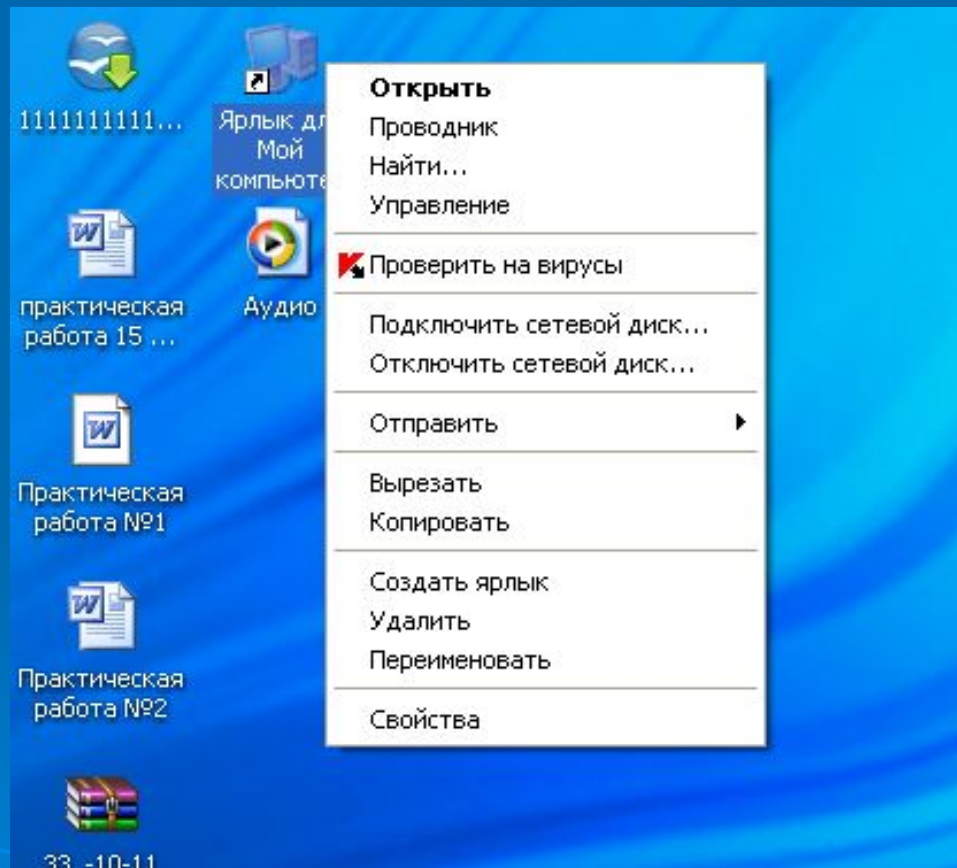 1111111111...
Ярлык дл
Мой
компьюте
практическая
работа 15 ...
Аудио
Практическая
работа №1
Практическая
работа №2
33_-10-11
Открыть
Проводник
Найти...
Управление
Проверить на вирусы
Подключить сетевой диск...
Отключить сетевой диск...
Отправить
Вырезать
Копировать
Создать ярлык
Удалить
Переименовать
Свойства